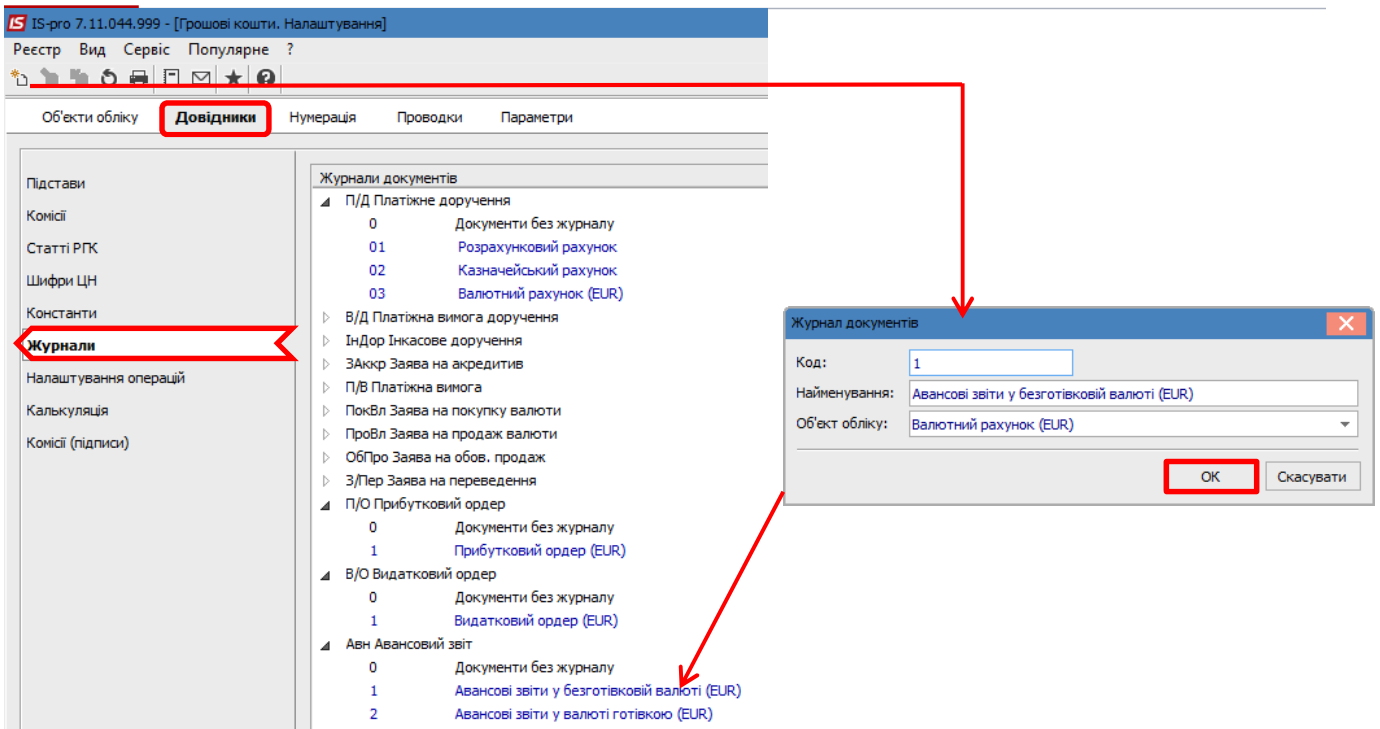 IS IS-pro 7.11.044.999 - [Грошові кошти. Налаштування]
Реєстр Вид Сервіс Популярне ?
Об'єкти обліку Довідники Нумерація Проводки Параметри
Підстави
Комісії
Статті РГК
Шифри ЦН
Константи
Журнали
Налаштування операцій
Калькуляція
Комісії (підписи)
Журнали документів
П/Д Платіжне доручення
0 Документи без журналу
01 Розрахунковий рахунок
02 Казначейський рахунок
03 Валютний рахунок (EUR)
В/Д Платіжна вимога доручення
ІнДор Інкасове доручення
ЗАккр Заява на акредитив
П/В Платіжна вимога
ПокВл Заява на покупку валюти
ПроВл Заява на продаж валюти
ОбПро Заява на обов. продаж
З/Пер Заява на переведення
П/О Прибутковий ордер
0 Документи без журналу
1 Прибутковий ордер (EUR)
В/О Видатковий ордер
0 Документи без журналу
1 Видатковий ордер (EUR)
Авн Авансовий звіт
0 Документи без журналу
1 Авансові звіти у безготівковій валюті (EUR)
2 Авансові звіти у валюті готівкою (EUR)
Журнал документів
Код: 1
Найменування: Авансові звіти у безготівковій валюті (EUR)
Об'єкт обліку: Валютний рахунок (EUR)
ОК Скасувати